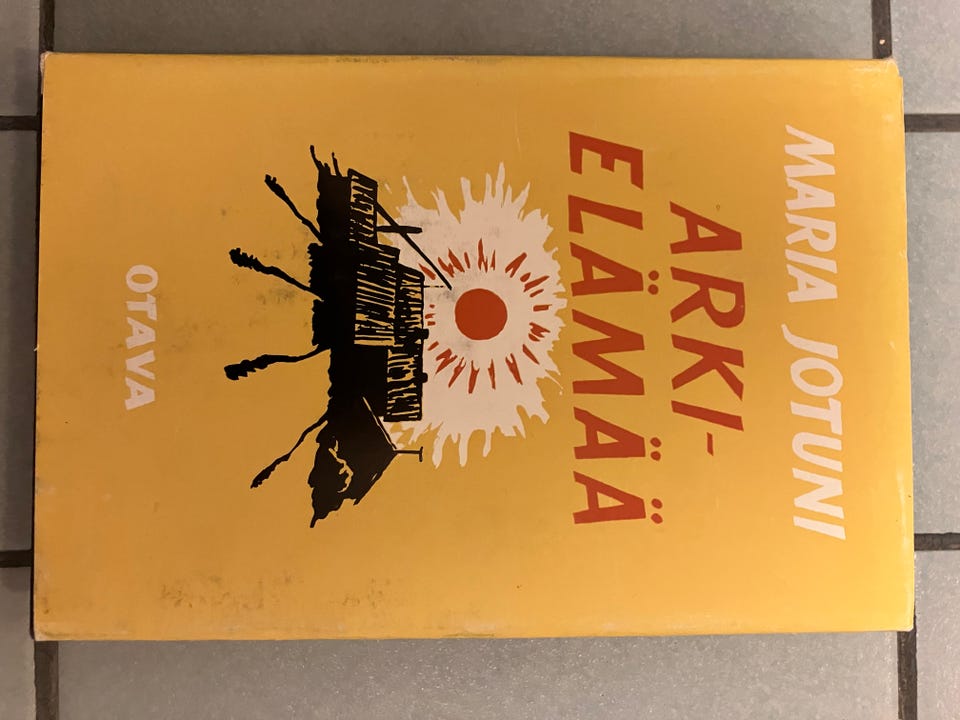 MARIA JOTUNI
ARKI-
ELÄMÄÄ
OTAVA